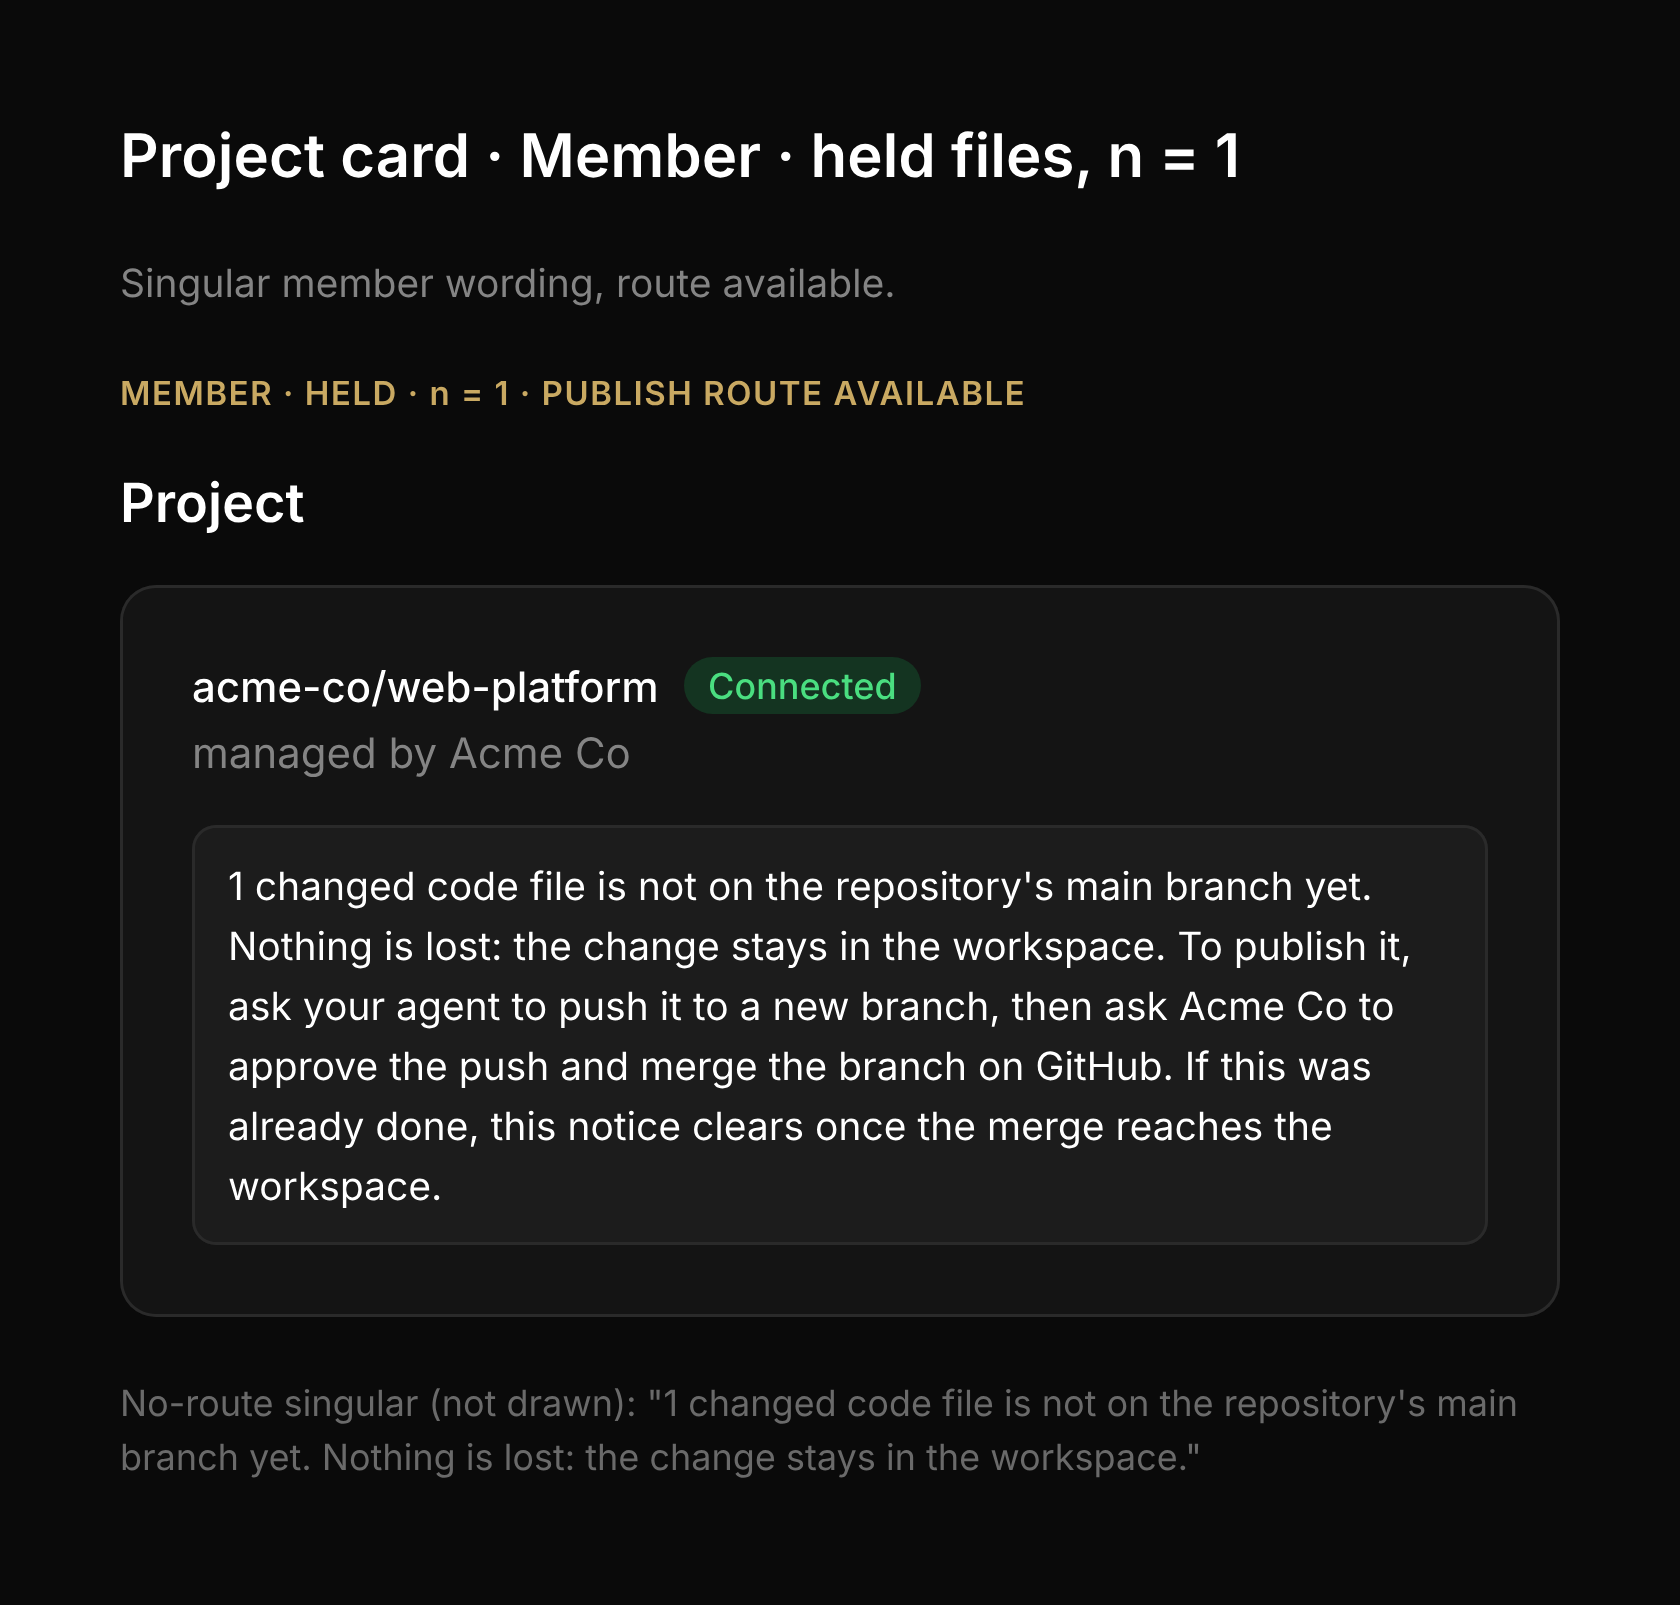 Project card · Member · held files, n = 1
Singular member wording, route available.
MEMBER · HELD · n = 1 · PUBLISH ROUTE AVAILABLE
Project
acme-co/web-platform Connected
managed by Acme Co
1 changed code file is not on the repository's main branch yet.
Nothing is lost: the change stays in the workspace. To publish it,
ask your agent to push it to a new branch, then ask Acme Co to
approve the push and merge the branch on GitHub. If this was
already done, this notice clears once the merge reaches the
workspace.
No-route singular (not drawn): "1 changed code file is not on the repository's main
branch yet. Nothing is lost: the change stays in the workspace."